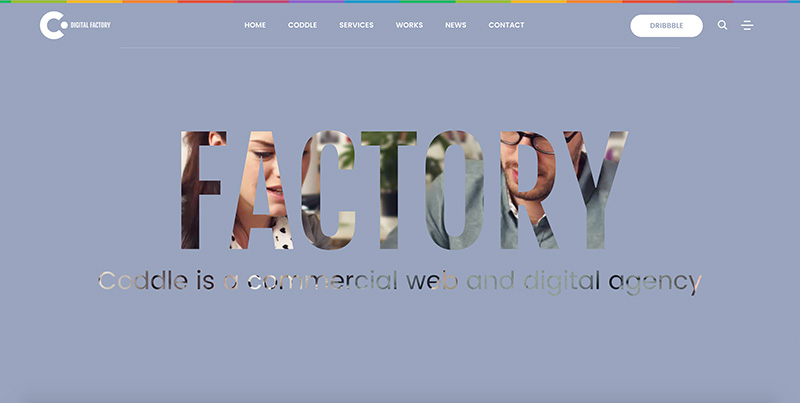 DIGITAL FACTORY
HOME CODDLE SERVICES WORKS NEWS CONTACT
DRIBBBLE
FACTORY
Coddle is a commercial web and digital agency